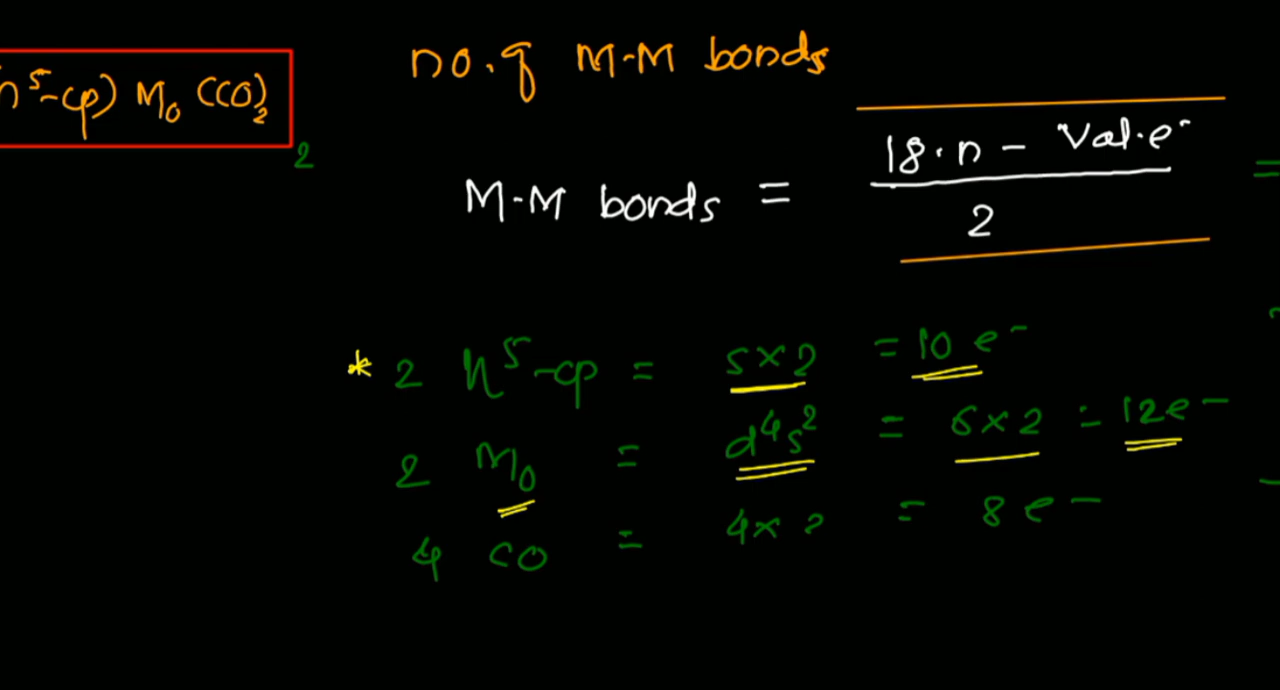 η⁵-cp) Mo (CO)₂
2
no. of M-M bonds
M-M bonds = 18·n - Val·e⁻ / 2 =
* 2 η⁵-cp = 5×2 = 10 e⁻
2 Mo = d⁴s² = 6×2 = 12e⁻
4 CO = 4×2 = 8e⁻